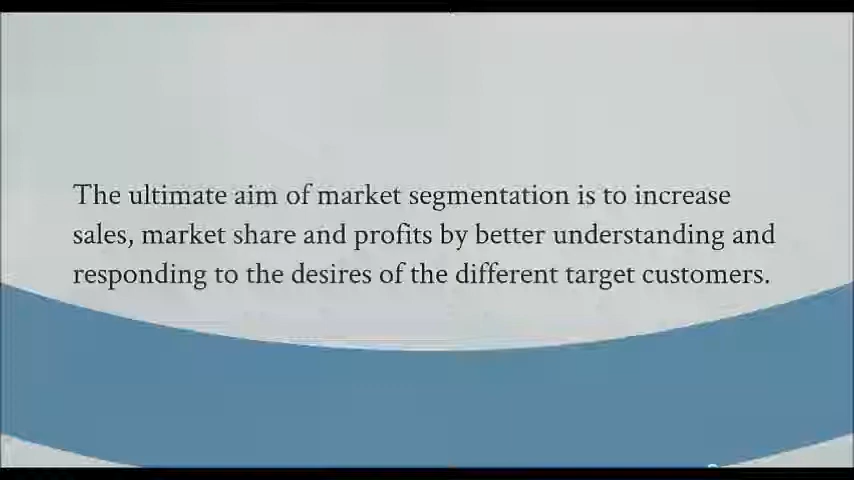 The ultimate aim of market segmentation is to increase
sales, market share and profits by better understanding and
responding to the desires of the different target customers.